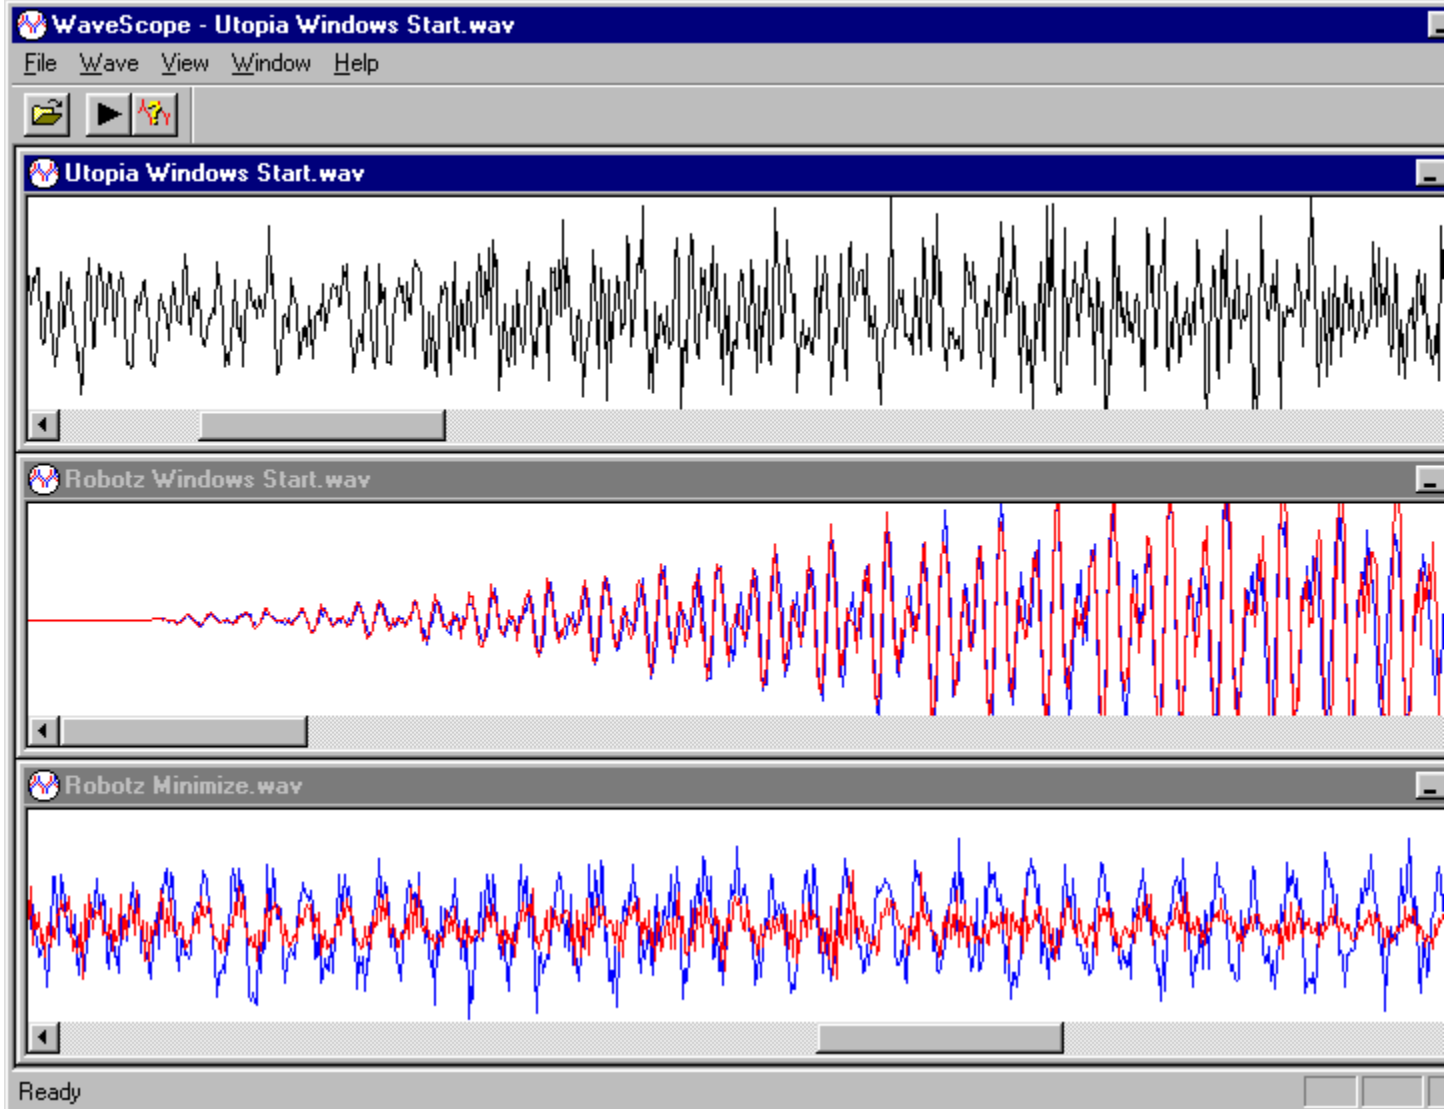 WaveScope - Utopia Windows Start.wav
File Wave View Window Help
Utopia Windows Start.wav
Robotz Windows Start.wav
Robotz Minimize.wav
Ready